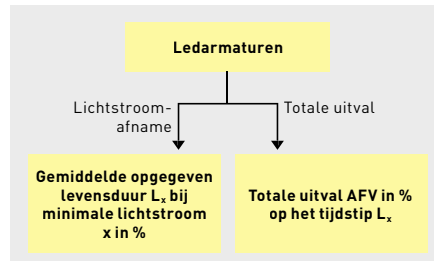 Ledarmaturen
Lichtstroom-
afname
Totale uitval
Gemiddelde opgegeven
levensduur Lₓ bij
minimale lichtstroom
x in %
Totale uitval AFV in %
op het tijdstip Lₓ